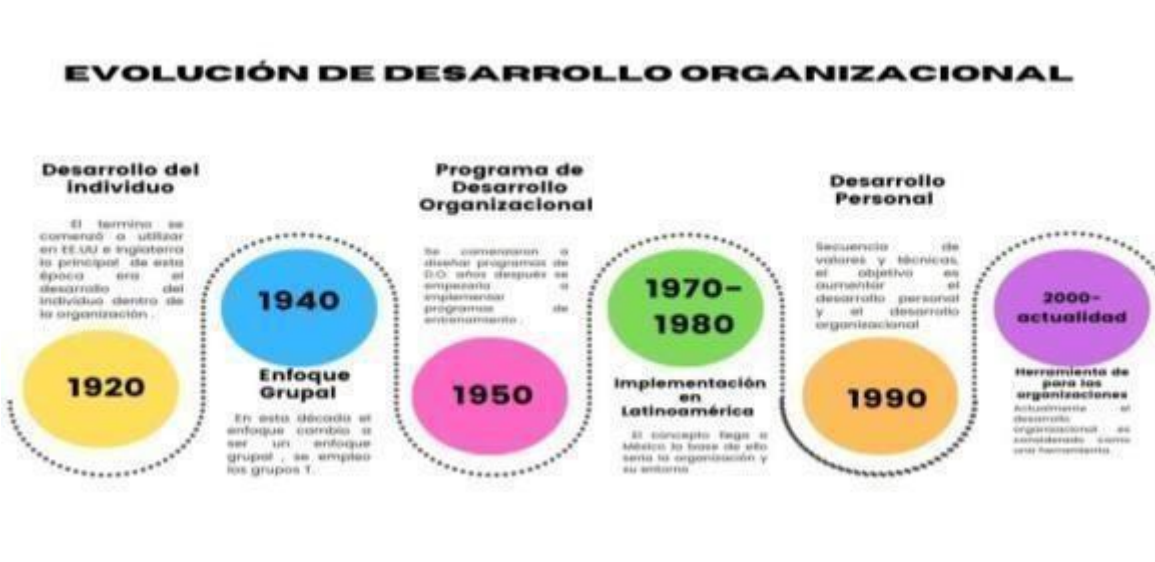 EVOLUCIÓN DE DESARROLLO ORGANIZACIONAL
Desarrollo del
individuo
El termino se
comenzó a utilizar
en EE.UU e Inglaterra
la principal de esta
época era el
desarrollo del
individuo dentro de
la organización .
1920
1940
Enfoque
Grupal
En esta década el
enfoque cambio a
ser un enfoque
grupal , se empleo
los grupos T.
Programa de
Desarrollo
Organizacional
Se comenzaron a
diseñar programas de
D.O. años después se
empezaría a
implementar
programas de
entrenamiento .
1950
1970-
1980
Implementación
en
Latinoamérica
El concepto llega a
México la base de ello
seria la organización y
su entorno
Desarrollo
Personal
Secuencia de
valores y técnicas,
el objetivo es
aumentar el
desarrollo personal
y el desarrollo
organizacional
1990
2000-
actualidad
Herramienta de
para las
organizaciones
Actualmente el
desarrollo
organizacional es
considerado como
una herramienta.